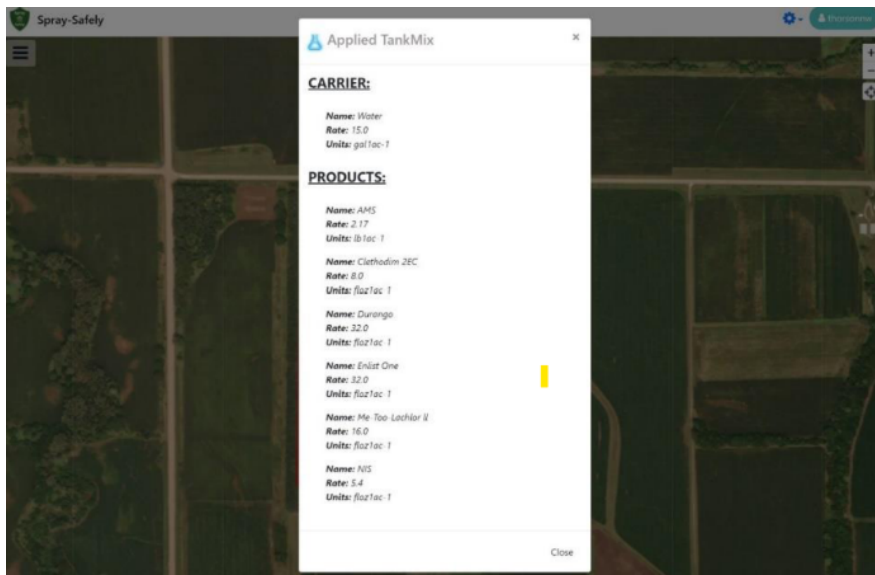 Spray-Safely
Applied TankMix
×
CARRIER:
Name: Water
Rate: 15.0
Units: gal1ac-1
PRODUCTS:
Name: AMS
Rate: 2.17
Units: lb1ac-1
Name: Clethodim 2EC
Rate: 8.0
Units: floz1ac-1
Name: Durango
Rate: 32.0
Units: floz1ac-1
Name: Enlist One
Rate: 32.0
Units: floz1ac-1
Name: Me-Too-Lachlor II
Rate: 16.0
Units: floz1ac-1
Name: NIS
Rate: 5.4
Units: floz1ac-1
Close